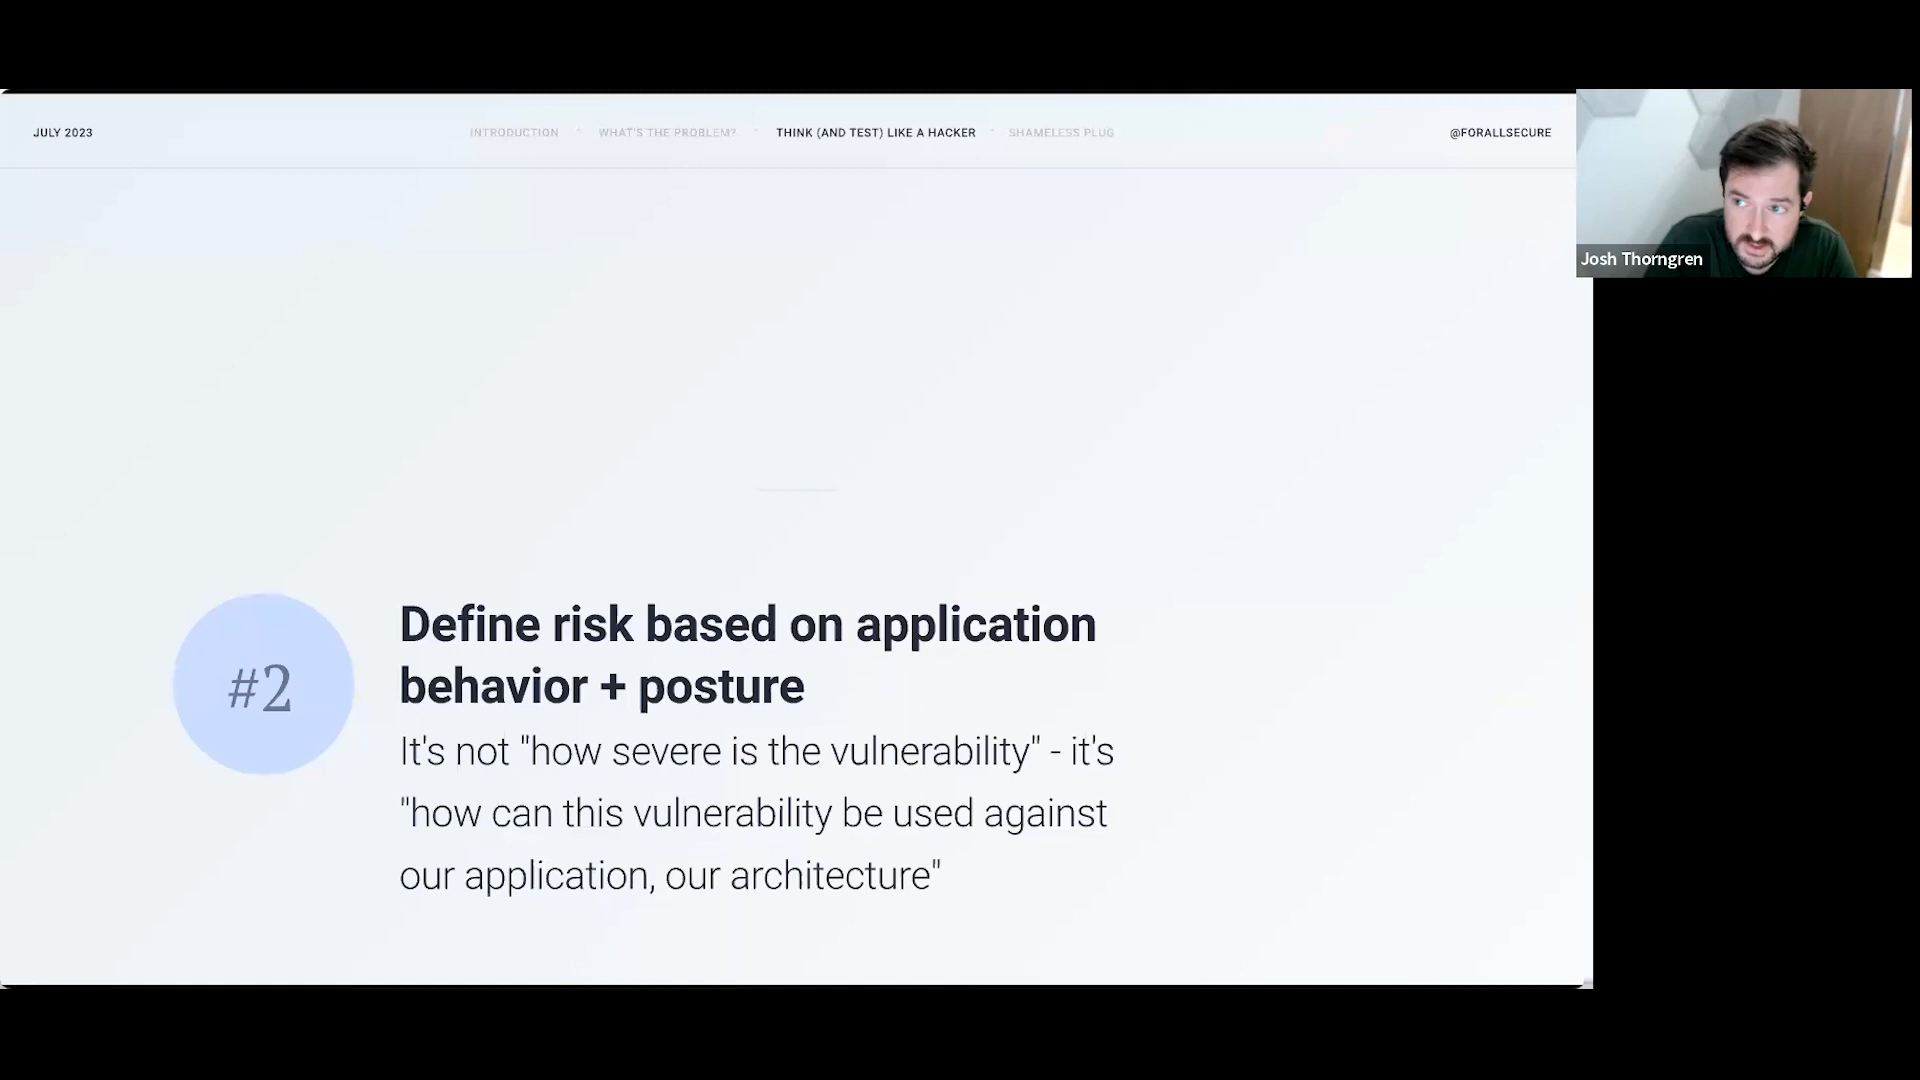 JULY 2023
INTRODUCTION
WHAT'S THE PROBLEM?
THINK (AND TEST) LIKE A HACKER
SHAMELESS PLUG
@FORALLSECURE
Josh Thorngren
#2
Define risk based on application
behavior + posture
It's not "how severe is the vulnerability" - it's
"how can this vulnerability be used against
our application, our architecture"